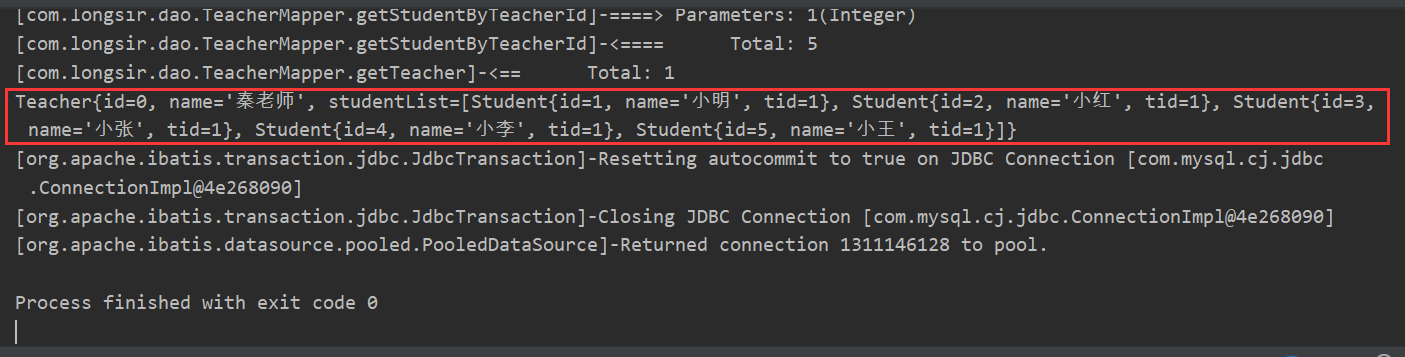 [com.longsir.dao.TeacherMapper.getStudentByTeacherId]-====> Parameters: 1(Integer)
[com.longsir.dao.TeacherMapper.getStudentByTeacherId]-<====      Total: 5
[com.longsir.dao.TeacherMapper.getTeacher]-<==      Total: 1
Teacher{id=0, name='秦老师', studentList=[Student{id=1, name='小明', tid=1}, Student{id=2, name='小红', tid=1}, Student{id=3,
 name='小张', tid=1}, Student{id=4, name='小李', tid=1}, Student{id=5, name='小王', tid=1}]}
[org.apache.ibatis.transaction.jdbc.JdbcTransaction]-Resetting autocommit to true on JDBC Connection [com.mysql.cj.jdbc
 .ConnectionImpl@4e268090]
[org.apache.ibatis.transaction.jdbc.JdbcTransaction]-Closing JDBC Connection [com.mysql.cj.jdbc.ConnectionImpl@4e268090]
[org.apache.ibatis.datasource.pooled.PooledDataSource]-Returned connection 1311146128 to pool.
Process finished with exit code 0